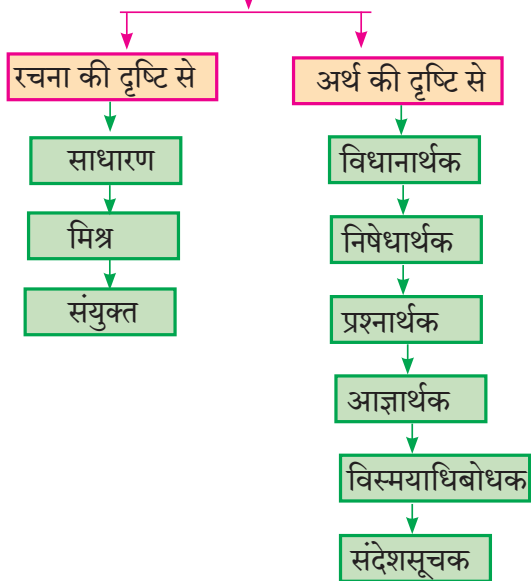 रचना की दृष्टि से
साधारण
मिश्र
संयुक्त
अर्थ की दृष्टि से
विधानार्थक
निषेधार्थक
प्रश्नार्थक
आज्ञार्थक
विस्मयाधिबोधक
संदेशसूचक